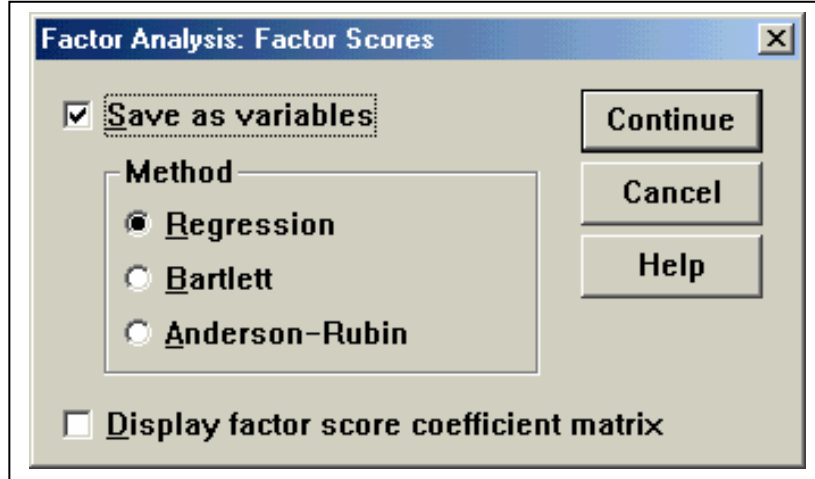 Factor Analysis: Factor Scores
Save as variables
Method
Regression
Bartlett
Anderson-Rubin
Display factor score coefficient matrix
Continue
Cancel
Help